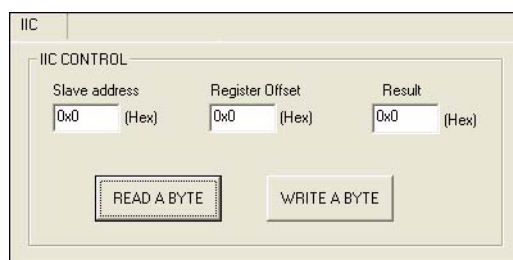 IIC
IIC CONTROL
Slave address Register Offset Result
0x0 (Hex) 0x0 (Hex) 0x0 (Hex)
READ A BYTE WRITE A BYTE